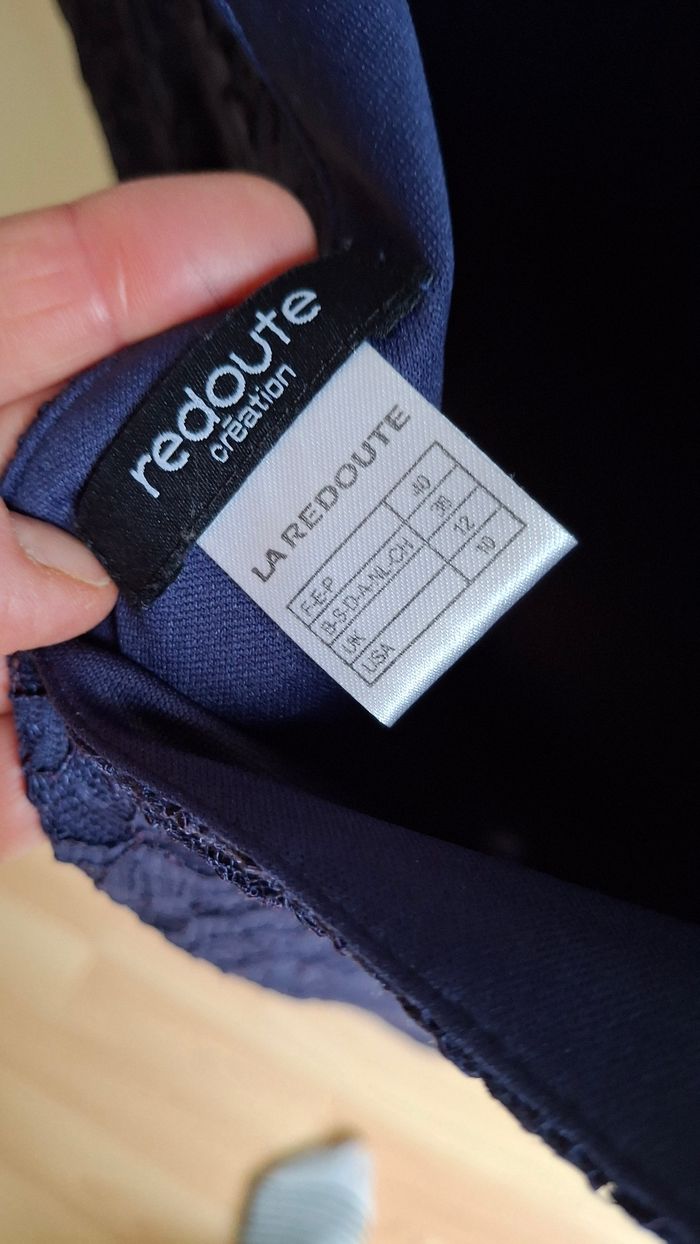 redoute
création
LA REDOUTE
F-E-P 40
B-S-D-A-NL-CH 38
UK 12
USA 10